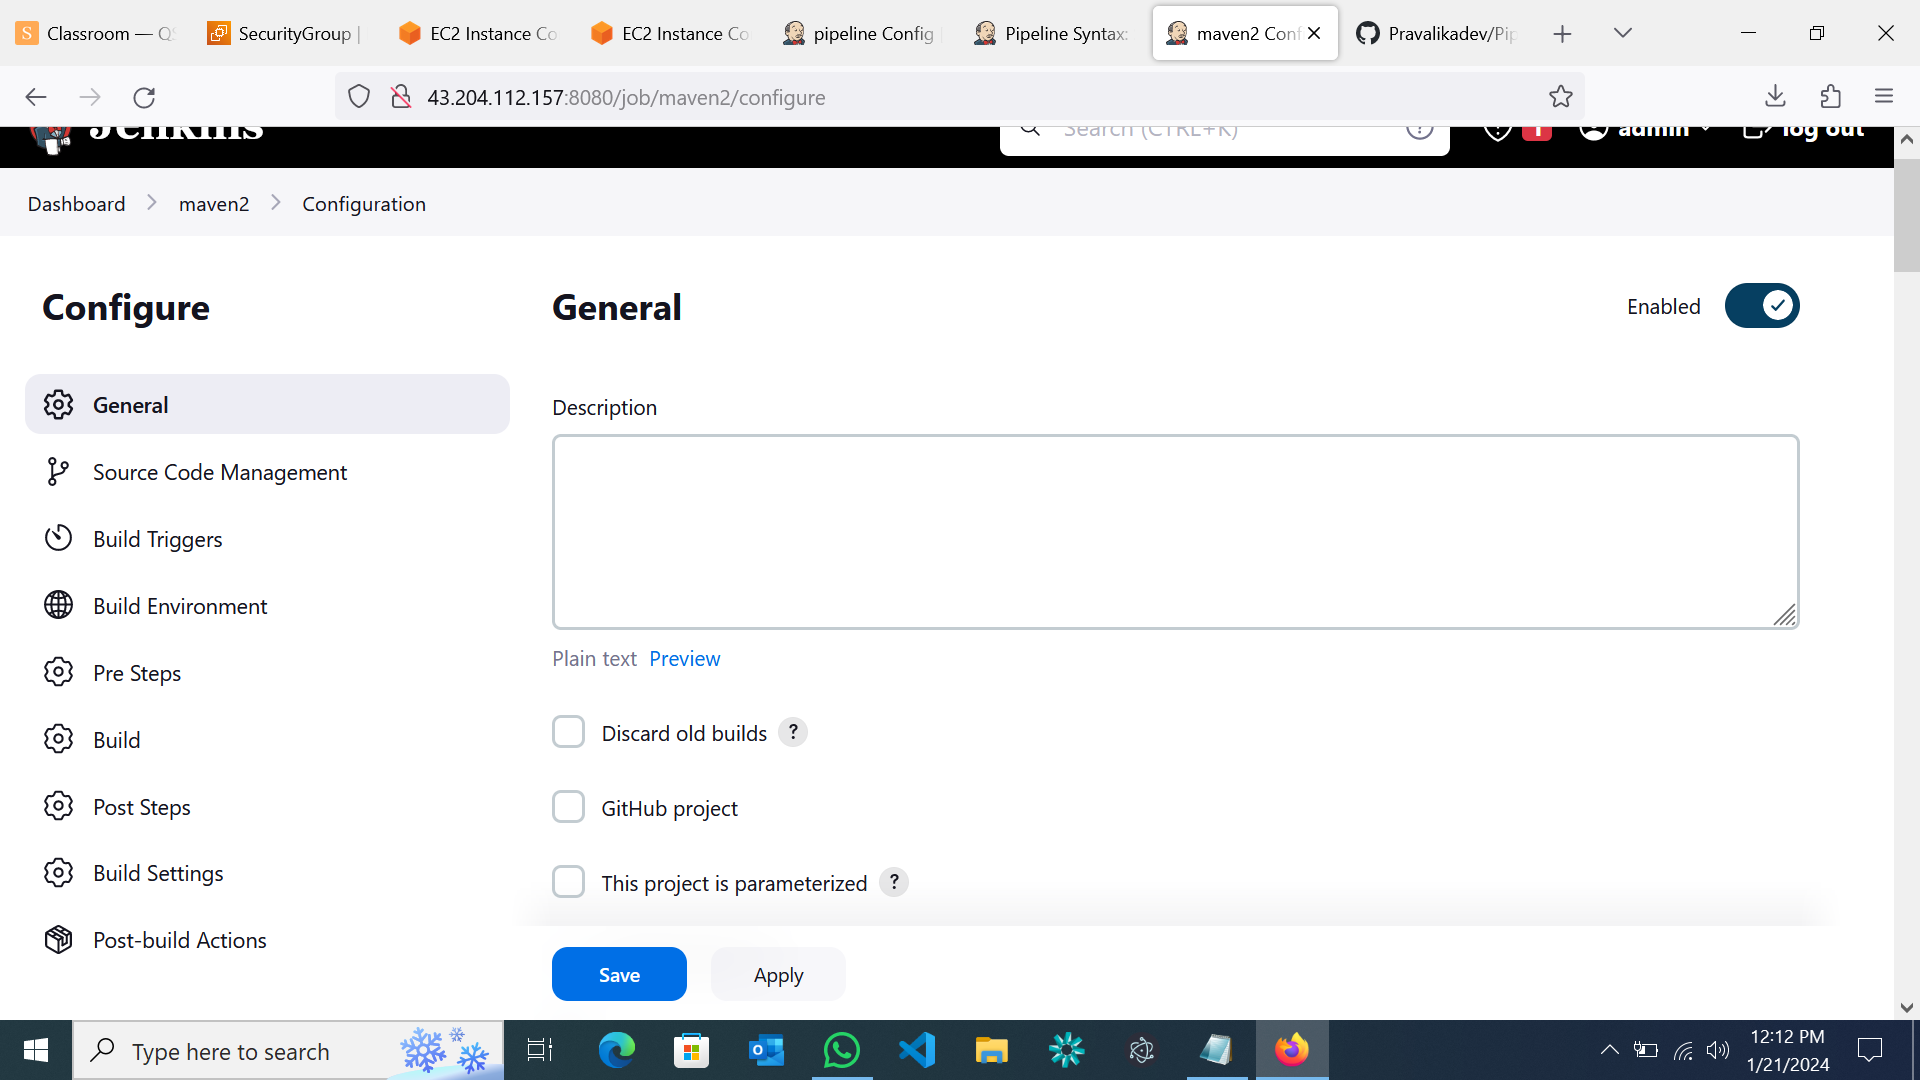 Classroom — QS
SecurityGroup |
EC2 Instance Co
EC2 Instance Co
pipeline Config
Pipeline Syntax:
maven2 Conf
Pravalikadev/Pip
43.204.112.157:8080/job/maven2/configure
Jenkins
Search (CTRL+K)
?
1
admin
log out
Dashboard
maven2
Configuration
Configure
General
Enabled
General
Source Code Management
Build Triggers
Build Environment
Pre Steps
Build
Post Steps
Build Settings
Post-build Actions
Description
Plain text Preview
Discard old builds ?
GitHub project
This project is parameterized ?
Save
Apply
Type here to search
12:12 PM
1/21/2024